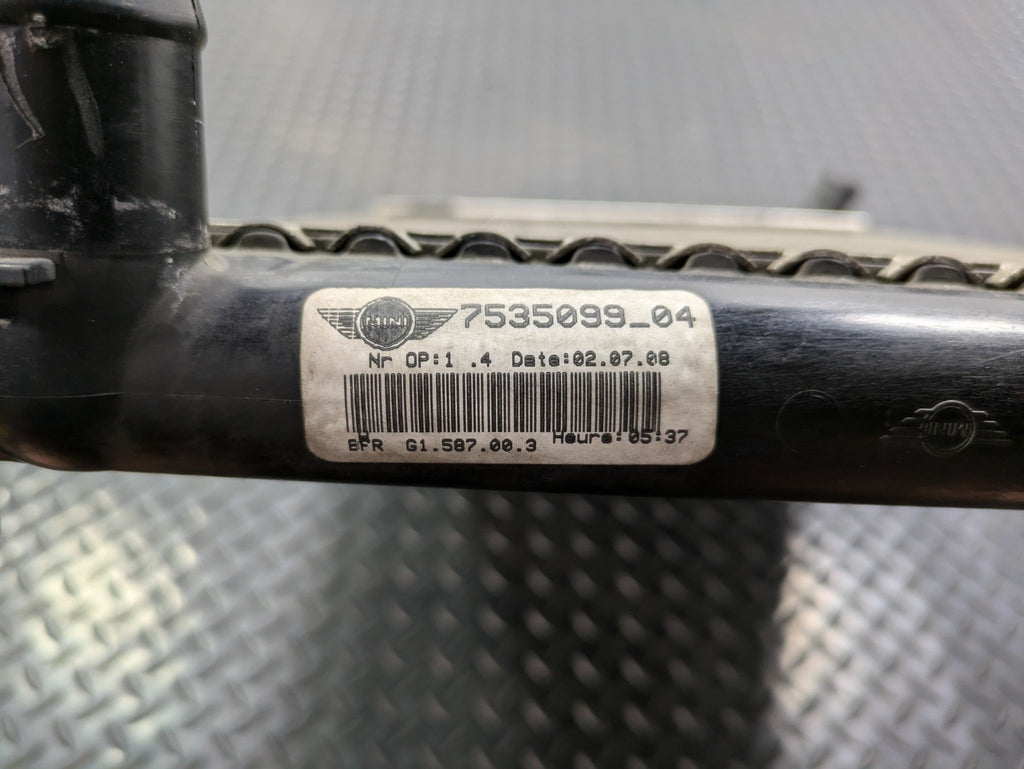 MINI 7535099_04
Nr OP:1 .4 Date:02.07.08
BFR G1.587.00.3 Heure:05:37
MINI